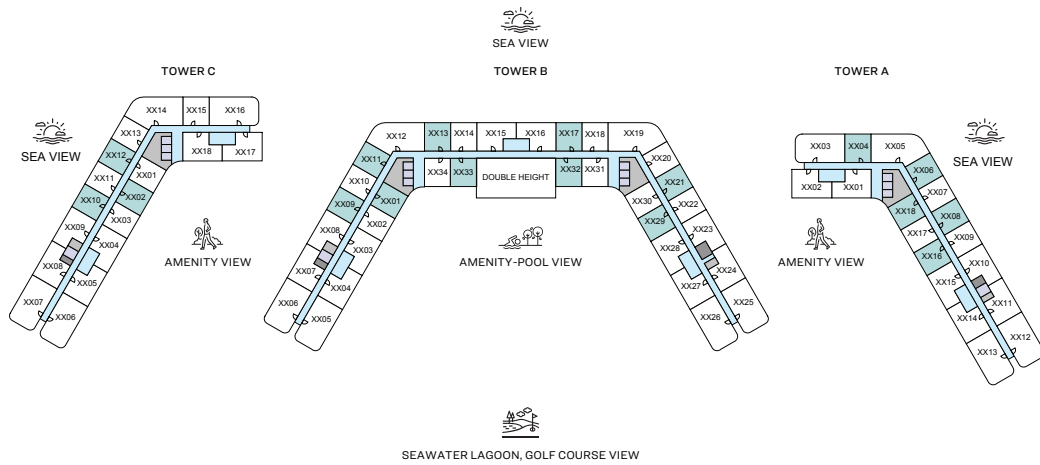 SEA VIEW
TOWER C
TOWER B
TOWER A
XX14
XX15
XX16
XX13
XX18
XX17
XX12
XX01
XX11
XX02
XX10
XX03
XX09
XX04
XX08
XX05
XX07
XX06
SEA VIEW
AMENITY VIEW
XX12
XX13
XX14
XX15
XX16
XX17
XX18
XX19
XX11
XX34
XX33
DOUBLE HEIGHT
XX32
XX31
XX20
XX10
XX01
XX30
XX21
XX09
XX02
XX29
XX22
XX08
XX03
XX28
XX23
XX07
XX04
XX27
XX24
XX06
XX05
XX26
XX25
AMENITY-POOL VIEW
XX03
XX04
XX05
XX02
XX01
XX06
XX07
XX18
XX08
XX17
XX09
XX16
XX10
XX15
XX11
XX14
XX12
XX13
SEA VIEW
AMENITY VIEW
SEAWATER LAGOON, GOLF COURSE VIEW